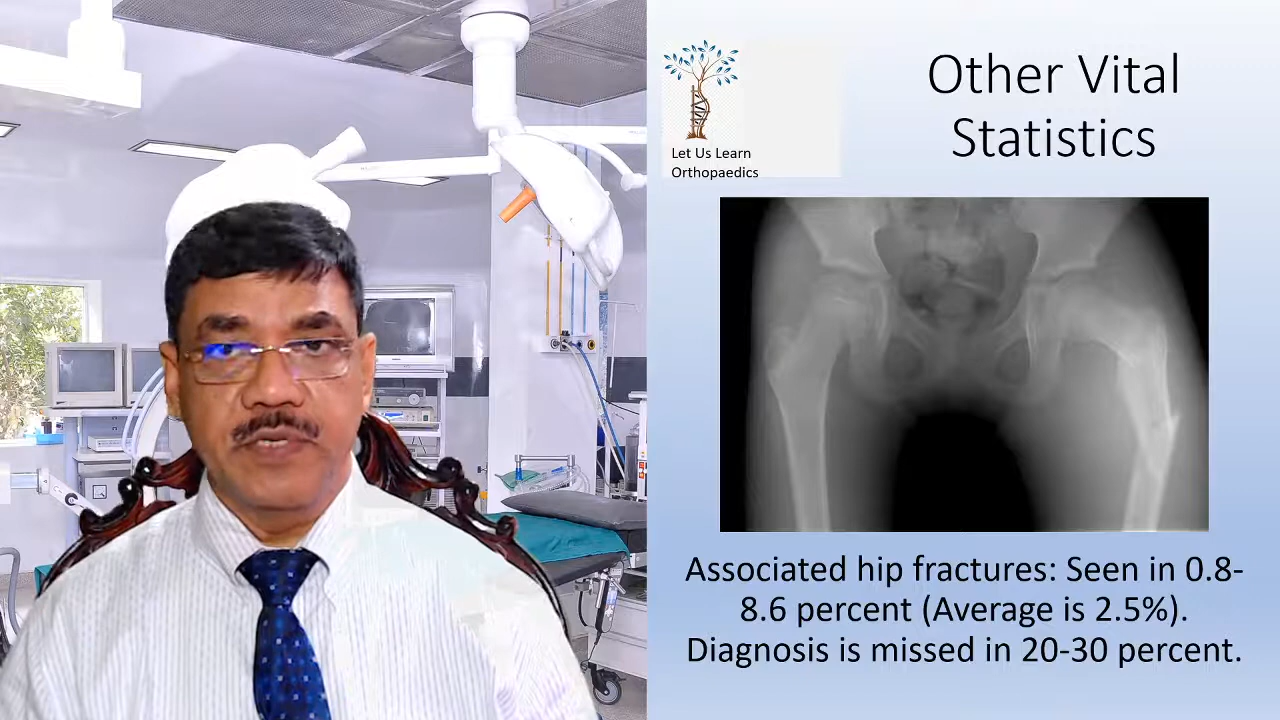 Let Us Learn
Orthopaedics
Other Vital
Statistics
Associated hip fractures: Seen in 0.8-
8.6 percent (Average is 2.5%).
Diagnosis is missed in 20-30 percent.